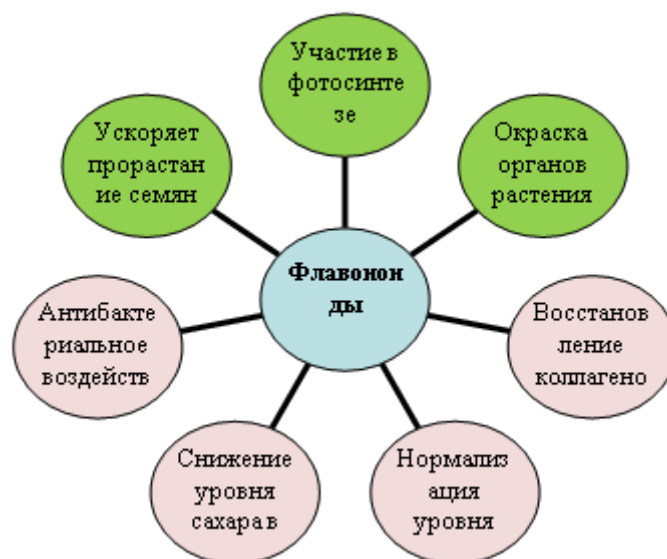 Участие в
фотосинте
зе
Ускоряет
прорастан
ие семян
Окраска
органов
растения
Флавонон
ды
Антибакте
риальное
воздейств
Восстанов
ление
коллагено
Снижение
уровня
сахара в
Нормализ
ация
уровня